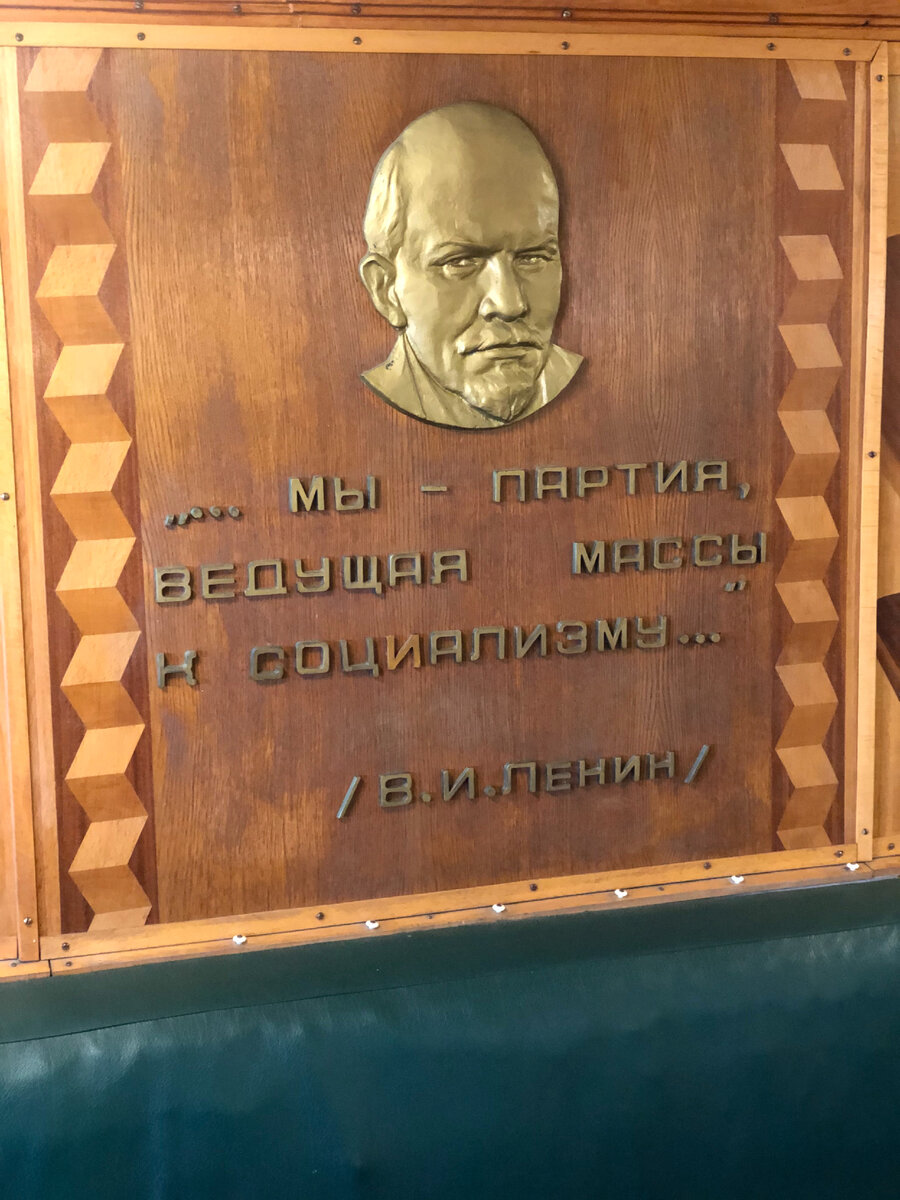 „... МЫ - ПАРТИЯ,
ВЕДУЩАЯ МАССЫ
К СОЦИАЛИЗМУ..."
/В.И.ЛЕНИН/